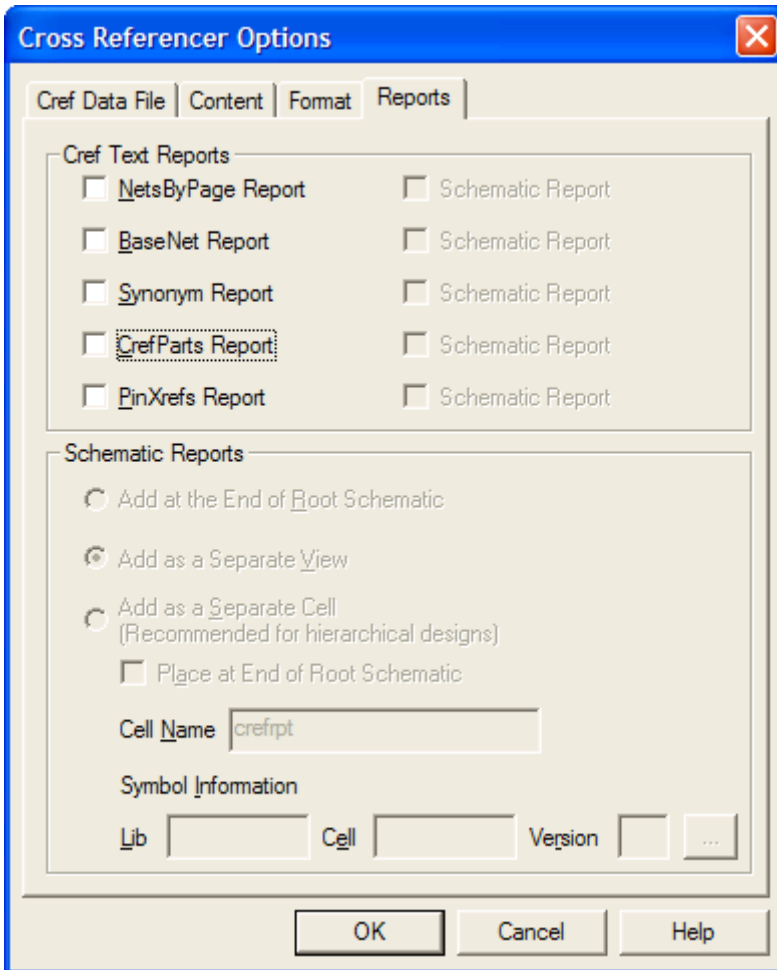 Cross Referencer Options
Cref Data File Content Format Reports
Cref Text Reports
NetsByPage Report Schematic Report
BaseNet Report Schematic Report
Synonym Report Schematic Report
CrefParts Report Schematic Report
PinXrefs Report Schematic Report
Schematic Reports
Add at the End of Root Schematic
Add as a Separate View
Add as a Separate Cell
(Recommended for hierarchical designs)
Place at End of Root Schematic
Cell Name crefrpt
Symbol Information
Lib Cell Version ...
OK Cancel Help